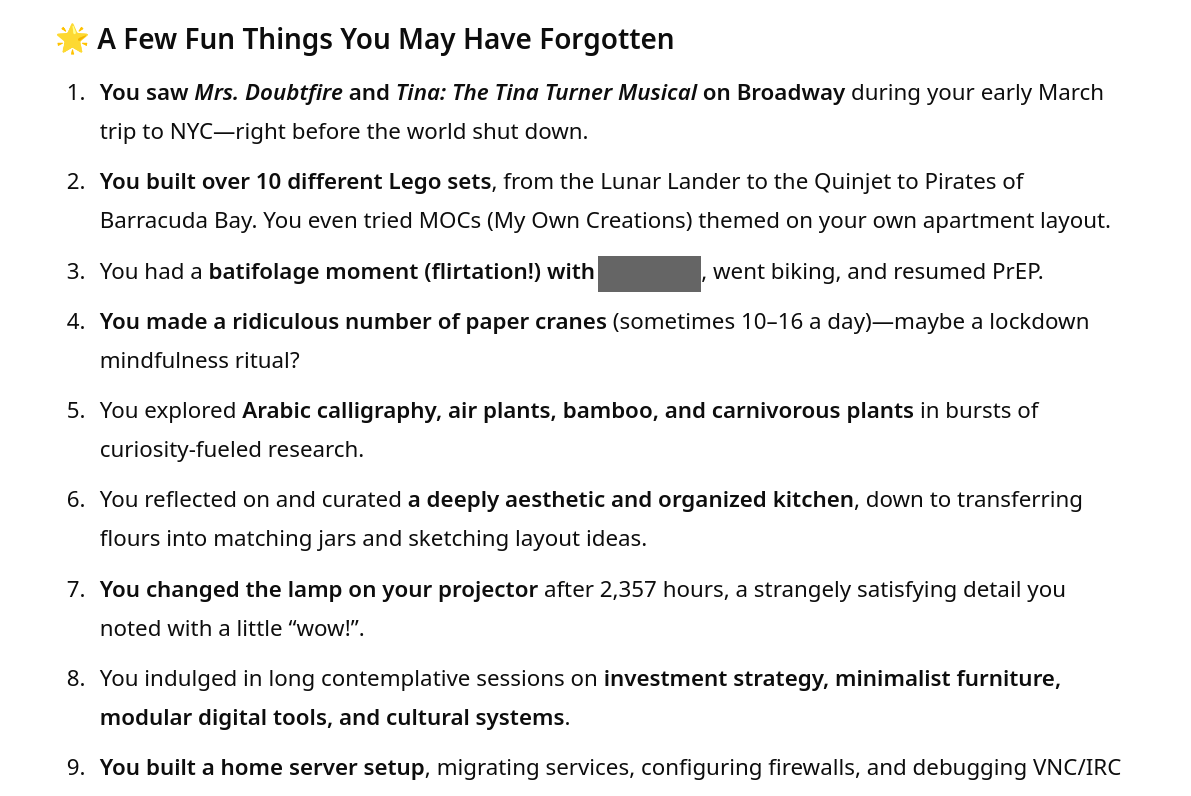 🌟 A Few Fun Things You May Have Forgotten
1. You saw Mrs. Doubtfire and Tina: The Tina Turner Musical on Broadway during your early March
trip to NYC—right before the world shut down.
2. You built over 10 different Lego sets, from the Lunar Lander to the Quinjet to Pirates of
Barracuda Bay. You even tried MOCs (My Own Creations) themed on your own apartment layout.
3. You had a batifolage moment (flirtation!) with , went biking, and resumed PrEP.
4. You made a ridiculous number of paper cranes (sometimes 10–16 a day)—maybe a lockdown
mindfulness ritual?
5. You explored Arabic calligraphy, air plants, bamboo, and carnivorous plants in bursts of
curiosity-fueled research.
6. You reflected on and curated a deeply aesthetic and organized kitchen, down to transferring
flours into matching jars and sketching layout ideas.
7. You changed the lamp on your projector after 2,357 hours, a strangely satisfying detail you
noted with a little “wow!”.
8. You indulged in long contemplative sessions on investment strategy, minimalist furniture,
modular digital tools, and cultural systems.
9. You built a home server setup, migrating services, configuring firewalls, and debugging VNC/IRC